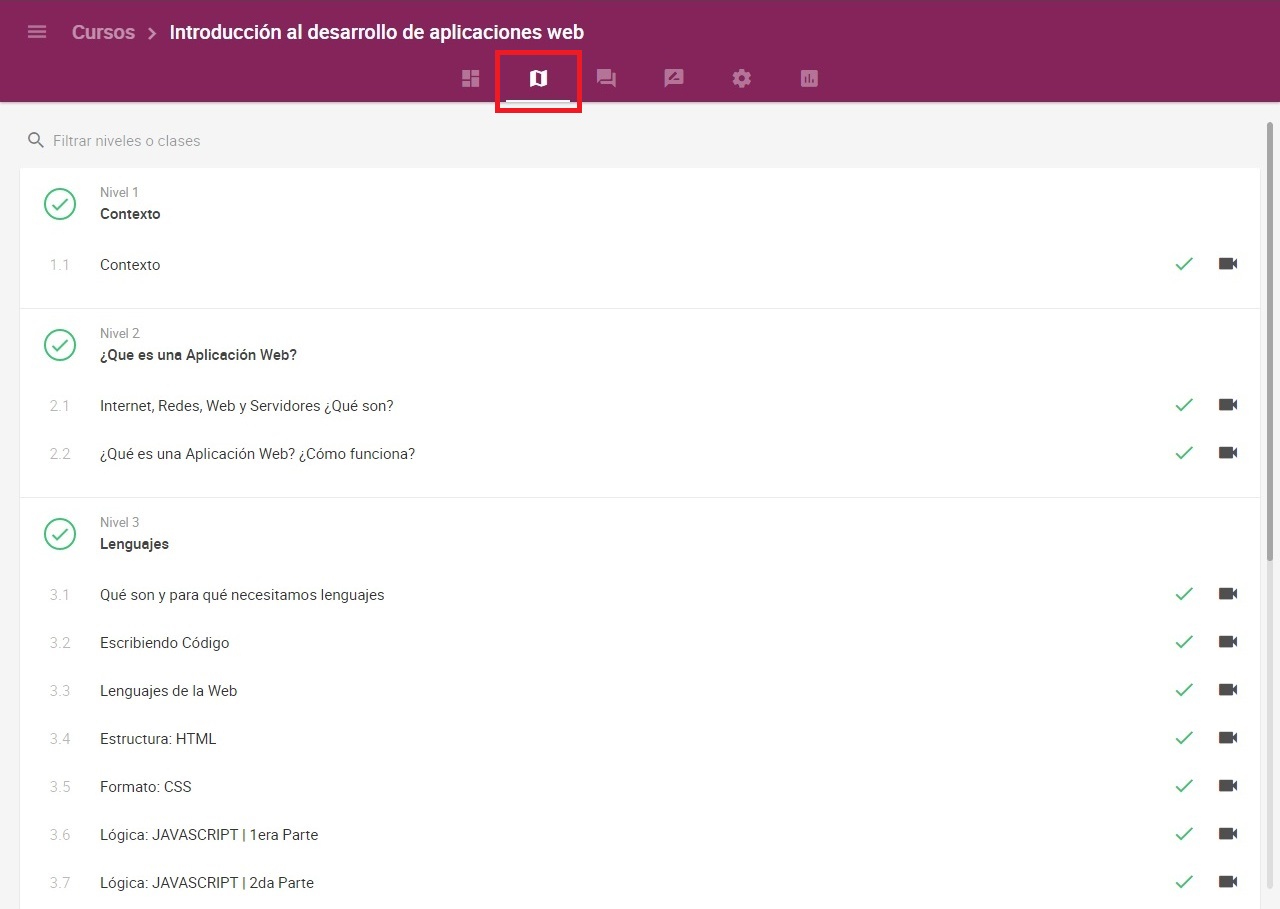 Cursos > Introducción al desarrollo de aplicaciones web
Filtrar niveles o clases
Nivel 1
Contexto
1.1 Contexto
Nivel 2
¿Que es una Aplicación Web?
2.1 Internet, Redes, Web y Servidores ¿Qué son?
2.2 ¿Qué es una Aplicación Web? ¿Cómo funciona?
Nivel 3
Lenguajes
3.1 Qué son y para qué necesitamos lenguajes
3.2 Escribiendo Código
3.3 Lenguajes de la Web
3.4 Estructura: HTML
3.5 Formato: CSS
3.6 Lógica: JAVASCRIPT | 1era Parte
3.7 Lógica: JAVASCRIPT | 2da Parte